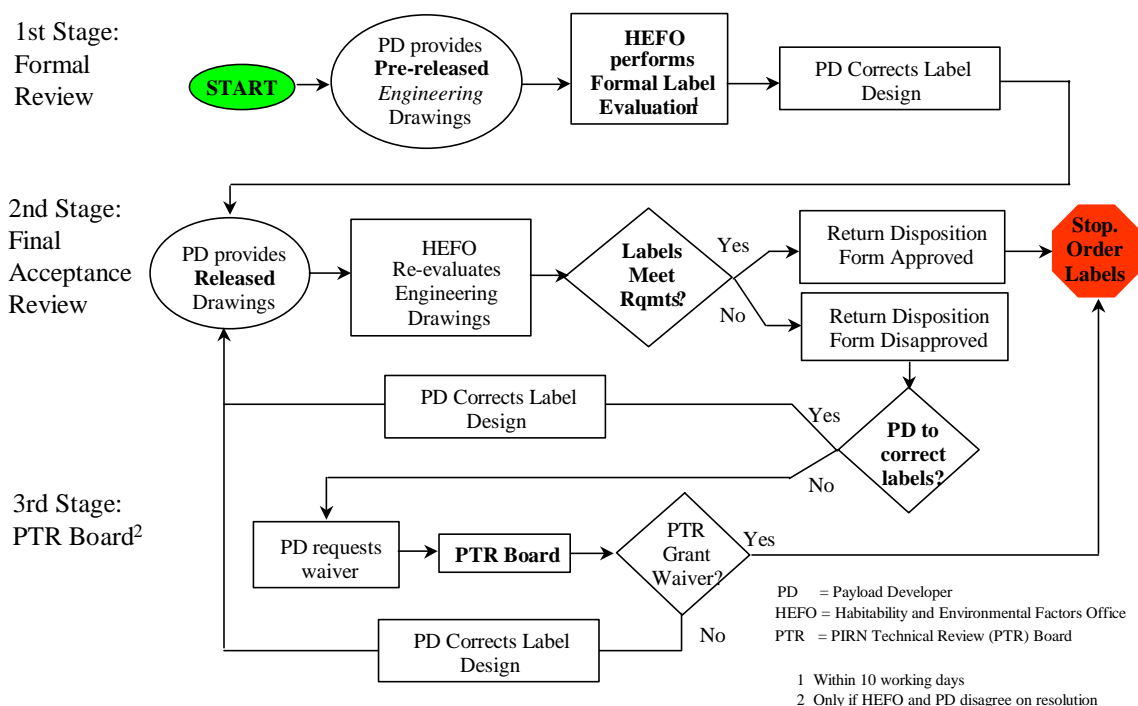 1st Stage:
Formal
Review
START
PD provides
Pre-released
Engineering
Drawings
HEFO
performs
Formal Label
Evaluation1
PD Corrects Label
Design
2nd Stage:
Final
Acceptance
Review
PD provides
Released
Drawings
HEFO
Re-evaluates
Engineering
Drawings
Labels
Meet
Rqmts?
Yes
No
Return Disposition
Form Approved
Return Disposition
Form Disapproved
Stop.
Order
Labels
PD to
correct
labels?
Yes
No
PD Corrects Label
Design
3rd Stage:
PTR Board2
PD requests
waiver
PTR Board
PTR
Grant
Waiver?
Yes
No
PD Corrects Label
Design
PD = Payload Developer
HEFO = Habitability and Environmental Factors Office
PTR = PIRN Technical Review (PTR) Board
1 Within 10 working days
2 Only if HEFO and PD disagree on resolution